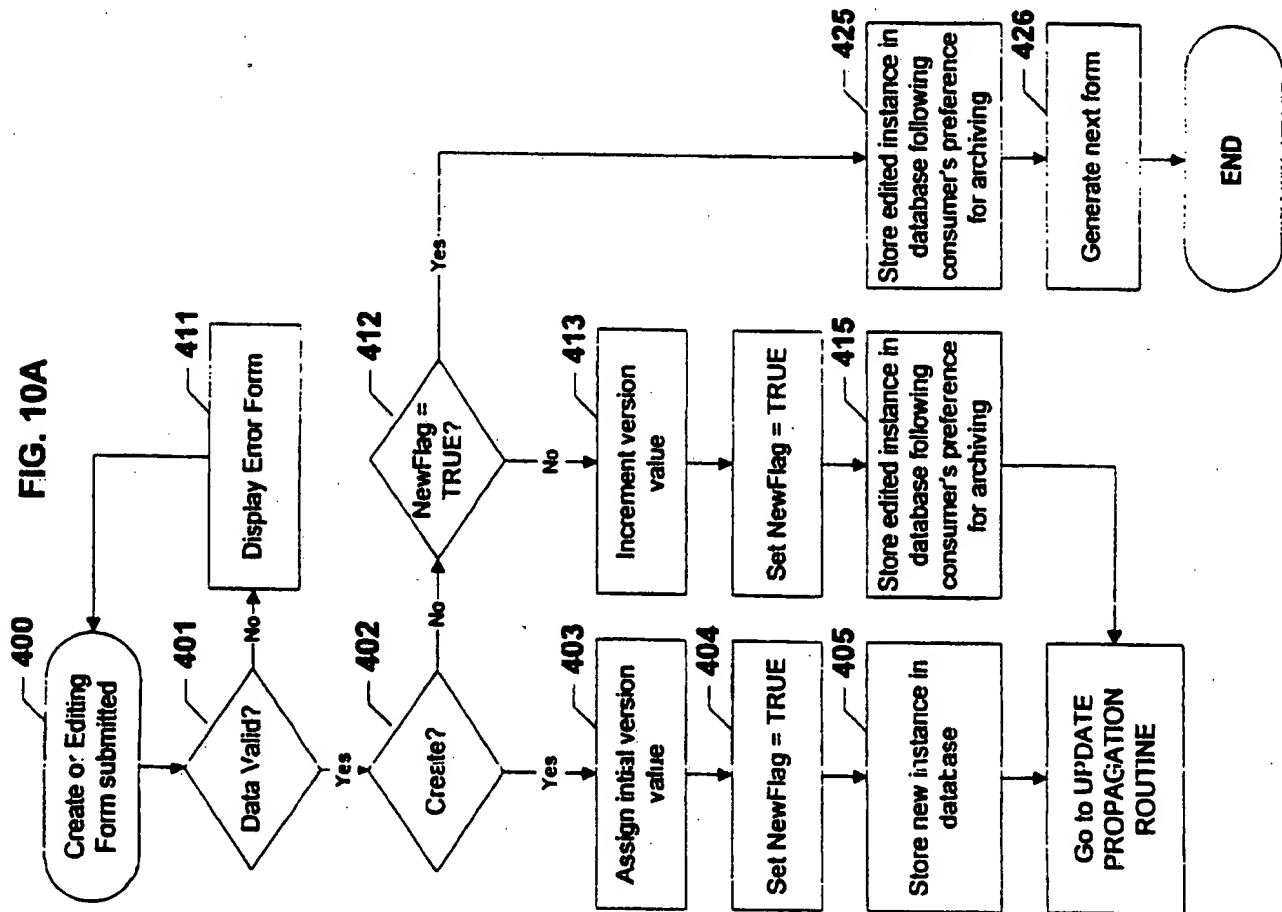 FIG. 10A
400
Create or Editing
Form submitted
401
Data Valid?
No
411
Display Error Form
Yes
402
Create?
No
412
NewFlag =
TRUE?
Yes
Yes
No
403
Assign initial version
value
404
Set NewFlag = TRUE
405
Store new instance in
database
Go to UPDATE
PROPAGATION
ROUTINE
413
Increment version
value
Set NewFlag = TRUE
415
Store edited instance in
database following
consumer's preference
for archiving
425
Store edited instance in
database following
consumer's preference
for archiving
426
Generate next form
END